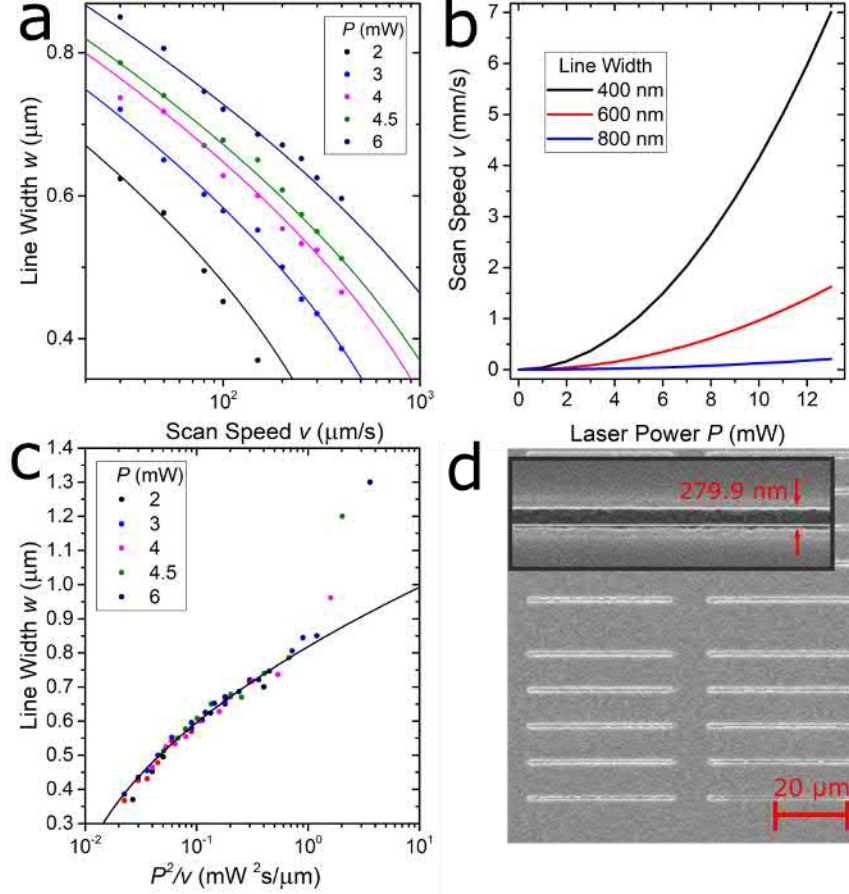 a
P (mW)
2
3
4
4.5
6
0.8
0.6
0.4
Line Width w (μm)
10²
10³
Scan Speed v (μm/s)
b
Line Width
400 nm
600 nm
800 nm
7
6
5
4
3
2
1
0
Scan Speed v (mm/s)
0 2 4 6 8 10 12
Laser Power P (mW)
c
P (mW)
2
3
4
4.5
6
1.4
1.3
1.2
1.1
1.0
0.9
0.8
0.7
0.6
0.5
0.4
0.3
Line Width w (μm)
10⁻² 10⁻¹ 10⁰ 10¹
P²/v (mW ²s/μm)
d
279.9 nm
20 μm